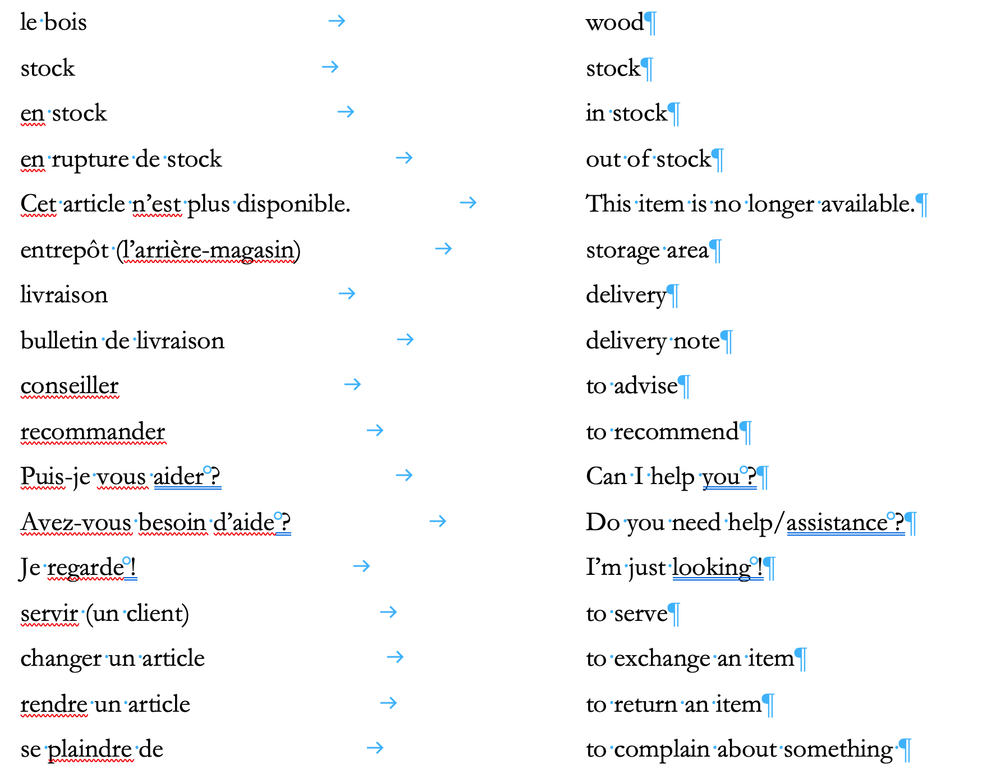 le bois → wood¶
stock → stock¶
en stock → in stock¶
en rupture de stock → out of stock¶
Cet article n’est plus disponible. → This item is no longer available.¶
entrepôt (l’arrière-magasin) → storage area¶
livraison → delivery¶
bulletin de livraison → delivery note¶
conseiller → to advise¶
recommander → to recommend¶
Puis-je vous aider ? → Can I help you ?¶
Avez-vous besoin d’aide ? → Do you need help/assistance ?¶
Je regarde ! → I’m just looking !¶
servir (un client) → to serve¶
changer un article → to exchange an item¶
rendre un article → to return an item¶
se plaindre de → to complain about something ¶